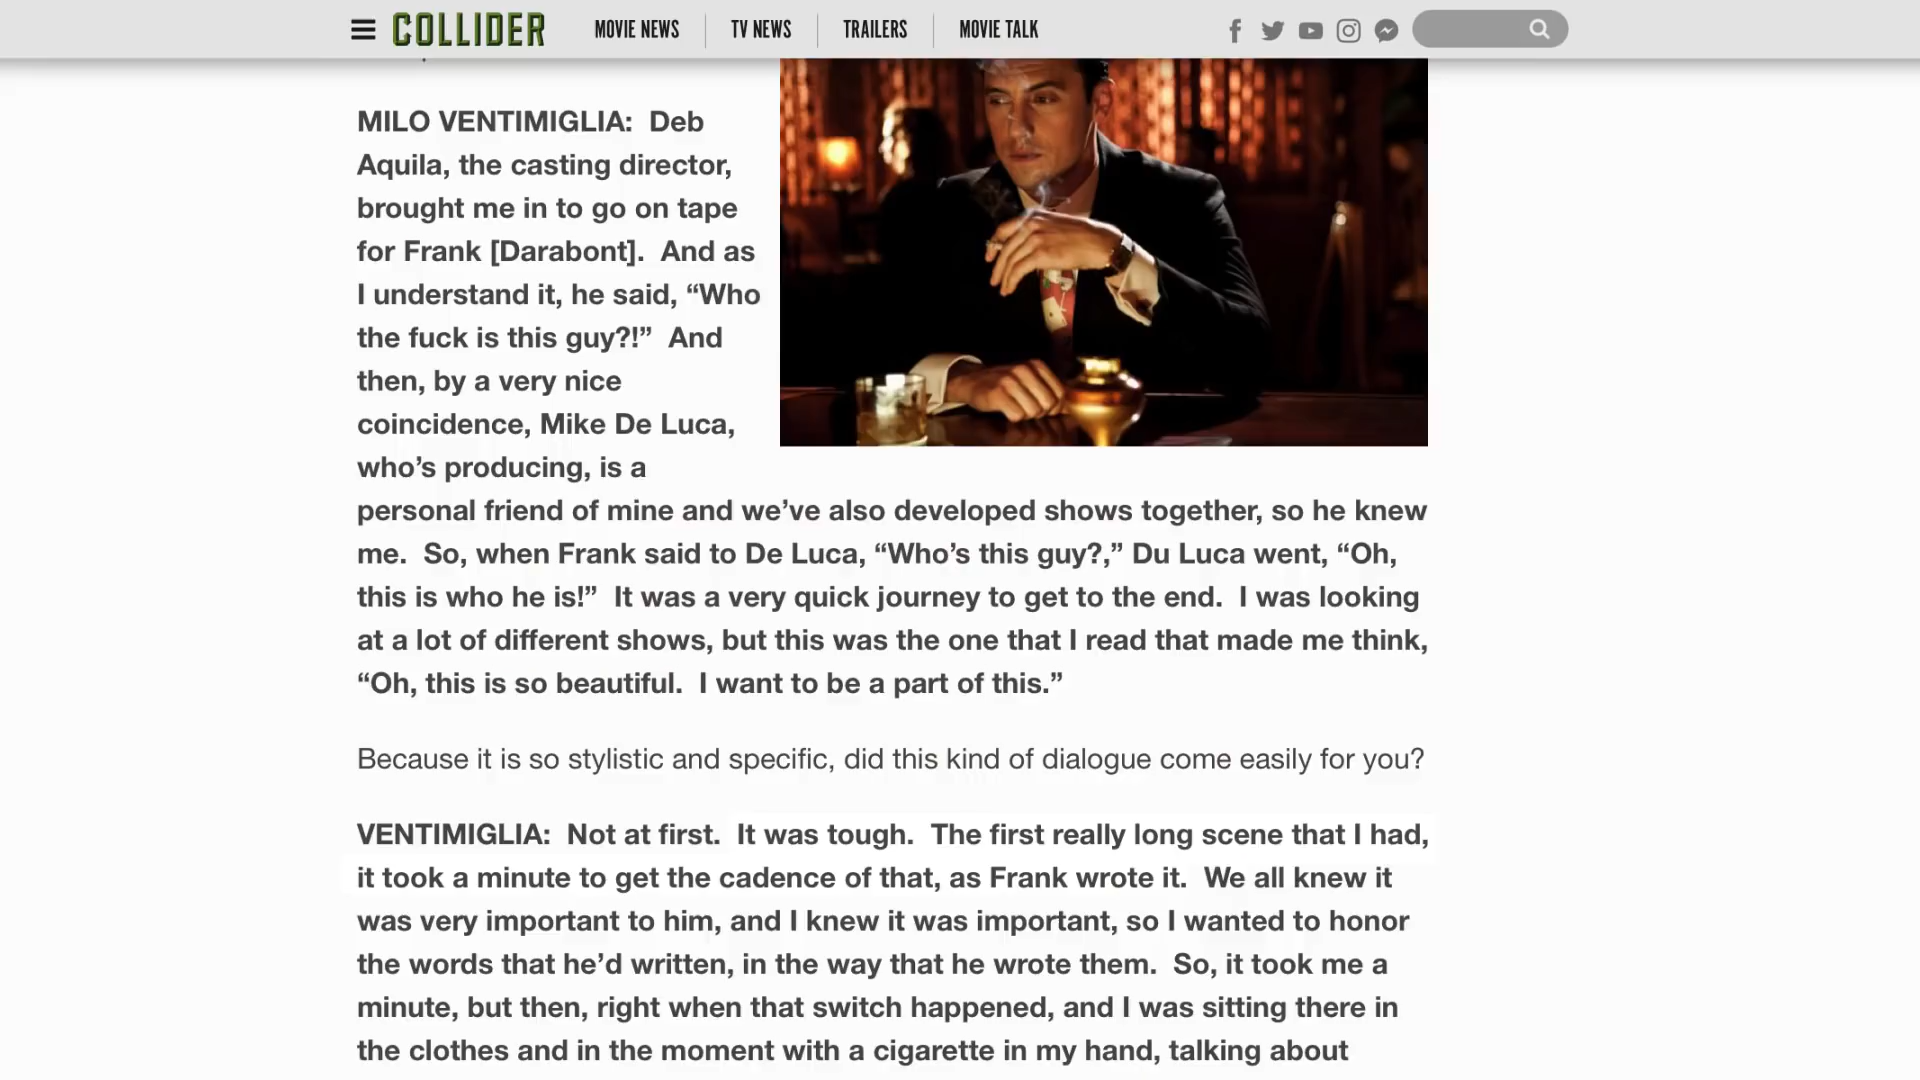 COLLIDER MOVIE NEWS TV NEWS TRAILERS MOVIE TALK
MILO VENTIMIGLIA:  Deb
Aquila, the casting director,
brought me in to go on tape
for Frank [Darabont].  And as
I understand it, he said, “Who
the fuck is this guy?!”  And
then, by a very nice
coincidence, Mike De Luca,
who’s producing, is a
personal friend of mine and we’ve also developed shows together, so he knew
me.  So, when Frank said to De Luca, “Who’s this guy?,” Du Luca went, “Oh,
this is who he is!”  It was a very quick journey to get to the end.  I was looking
at a lot of different shows, but this was the one that I read that made me think,
“Oh, this is so beautiful.  I want to be a part of this.”
Because it is so stylistic and specific, did this kind of dialogue come easily for you?
VENTIMIGLIA:  Not at first.  It was tough.  The first really long scene that I had,
it took a minute to get the cadence of that, as Frank wrote it.  We all knew it
was very important to him, and I knew it was important, so I wanted to honor
the words that he’d written, in the way that he wrote them.  So, it took me a
minute, but then, right when that switch happened, and I was sitting there in
the clothes and in the moment with a cigarette in my hand, talking about